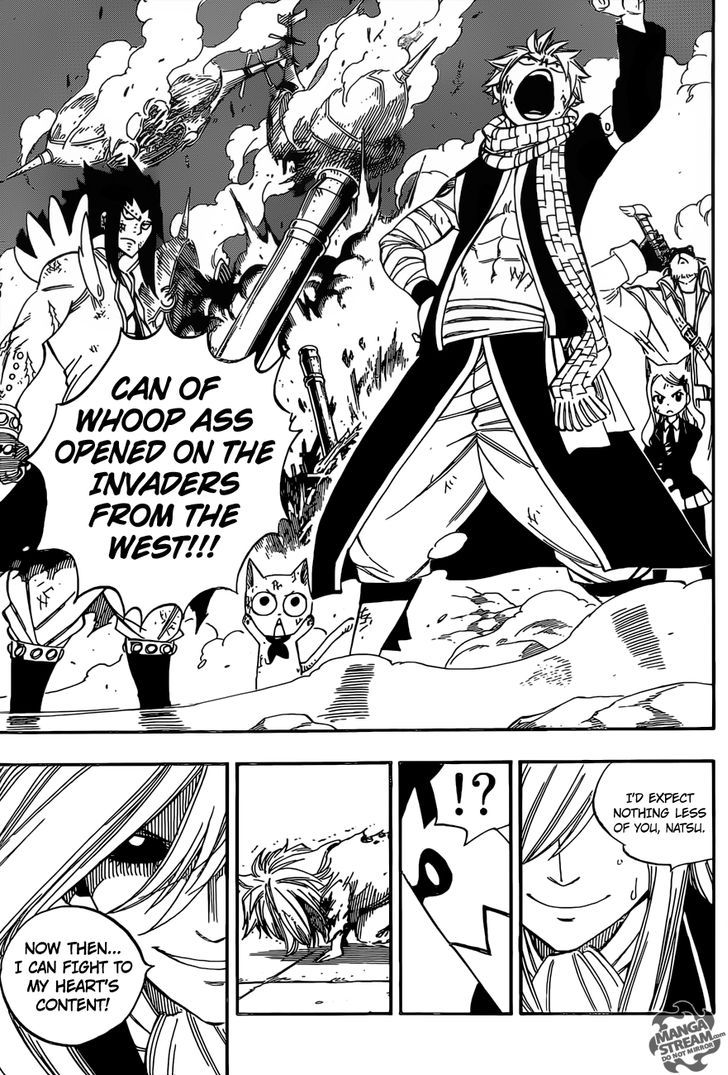 CAN OF
WHOOP ASS
OPENED ON THE
INVADERS
FROM THE
WEST!!!
I'D EXPECT
NOTHING LESS
OF YOU, NATSU.
!?
NOW THEN...
I CAN FIGHT TO
MY HEART'S
CONTENT!
MANGA
STREAM.com
DO NOT MIRROR!